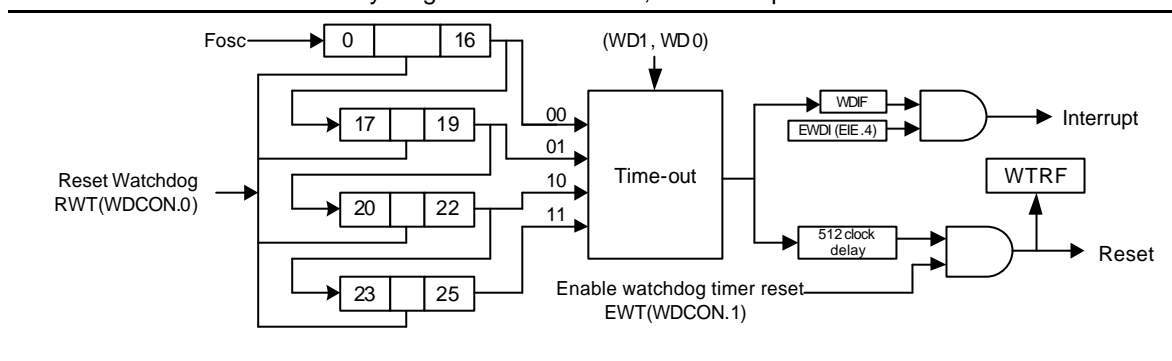 Fosc
0 16
(WD1, WD0)
17 19
00
01
20 22
10
11
23 25
Time-out
Reset Watchdog
RWT(WDCON.0)
WDIF
EWDI (EIE.4)
Interrupt
WTRF
512 clock
delay
Reset
Enable watchdog timer reset
EWT(WDCON.1)